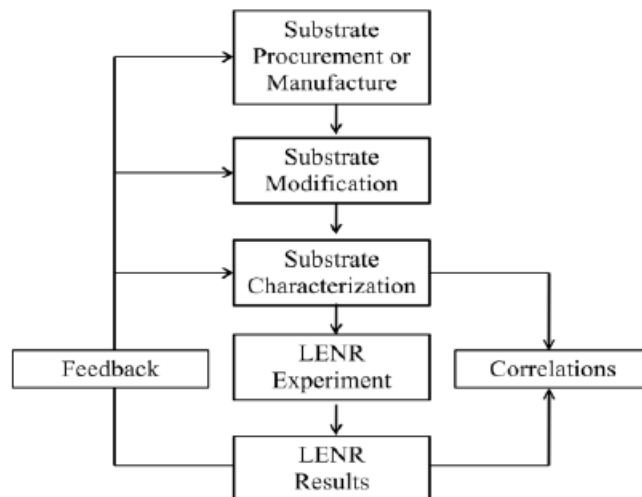 Substrate
Procurement or
Manufacture
Substrate
Modification
Substrate
Characterization
Feedback
LENR
Experiment
Correlations
LENR
Results